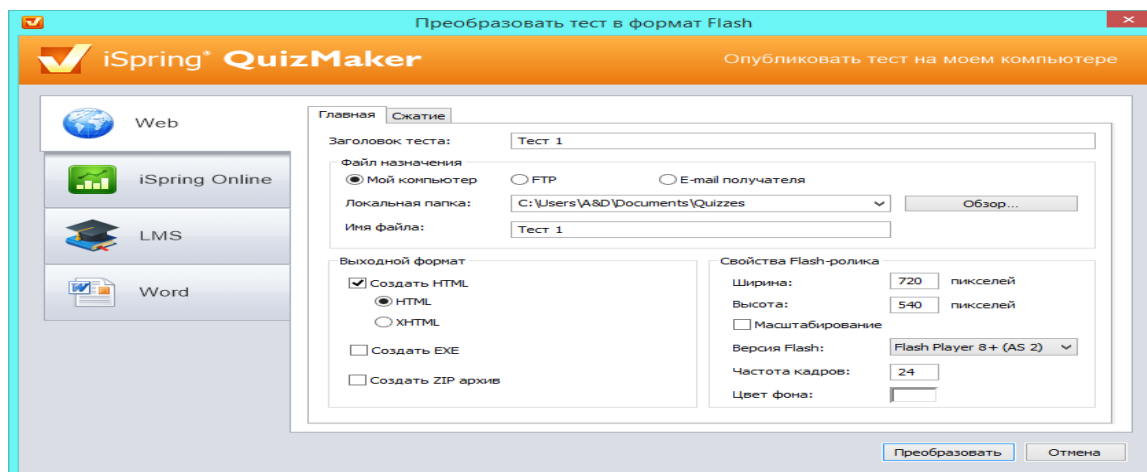 Преобразовать тест в формат Flash
iSpring® QuizMaker
Опубликовать тест на моем компьютере
Web
iSpring Online
LMS
Word
Главная Сжатие
Заголовок теста: Тест 1
Файл назначения
Мой компьютер FTP E-mail получателя
Локальная папка: C:\Users\A&D\Documents\Quizzes Обзор...
Имя файла: Тест 1
Выходной формат
Создать HTML
HTML
XHTML
Создать EXE
Создать ZIP архив
Свойства Flash-ролика
Ширина: 720 пикселей
Высота: 540 пикселей
Масштабирование
Версия Flash: Flash Player 8+ (AS 2)
Частота кадров: 24
Цвет фона:
Преобразовать Отмена